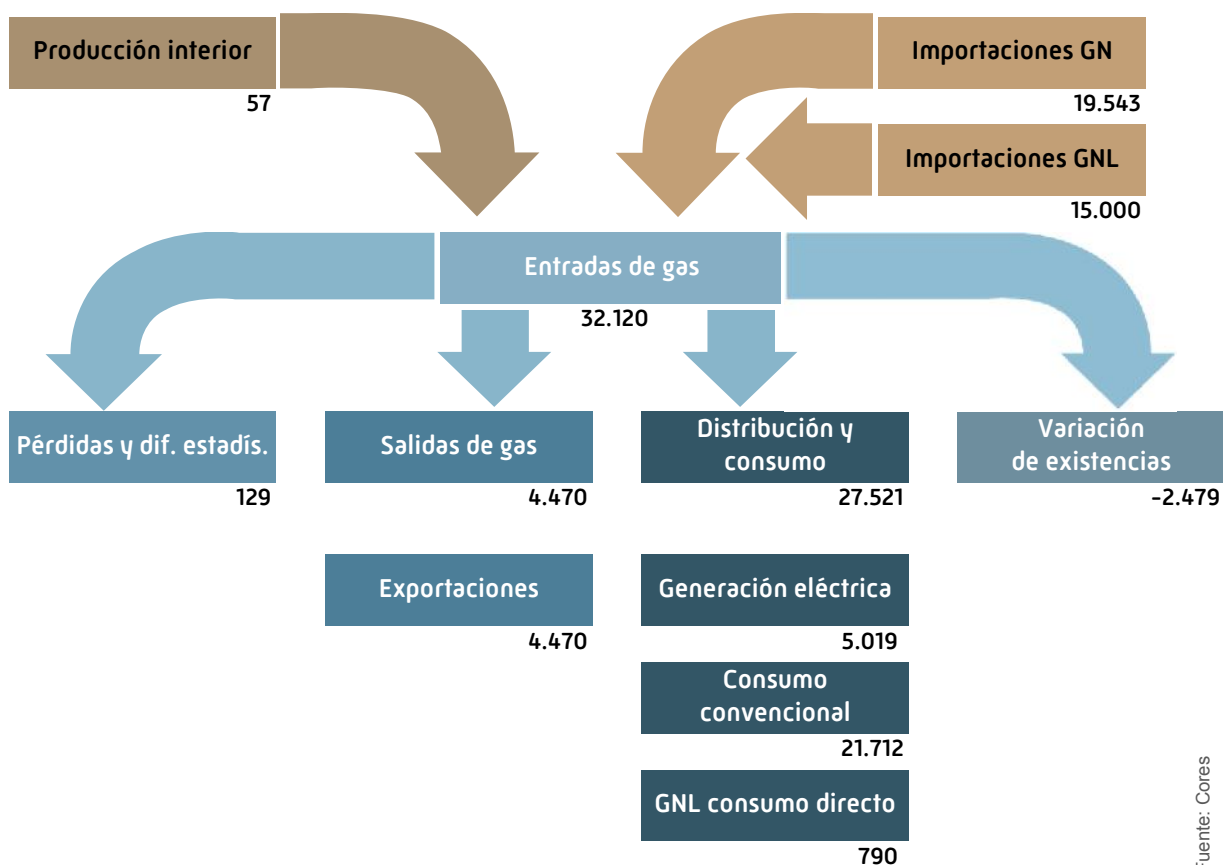 Producción interior
57
Importaciones GN
19.543
Importaciones GNL
15.000
Entradas de gas
32.120
Pérdidas y dif. estadís.
129
Salidas de gas
4.470
Distribución y
consumo
27.521
Variación
de existencias
-2.479
Exportaciones
4.470
Generación eléctrica
5.019
Consumo
convencional
21.712
GNL consumo directo
790
Fuente: Cores